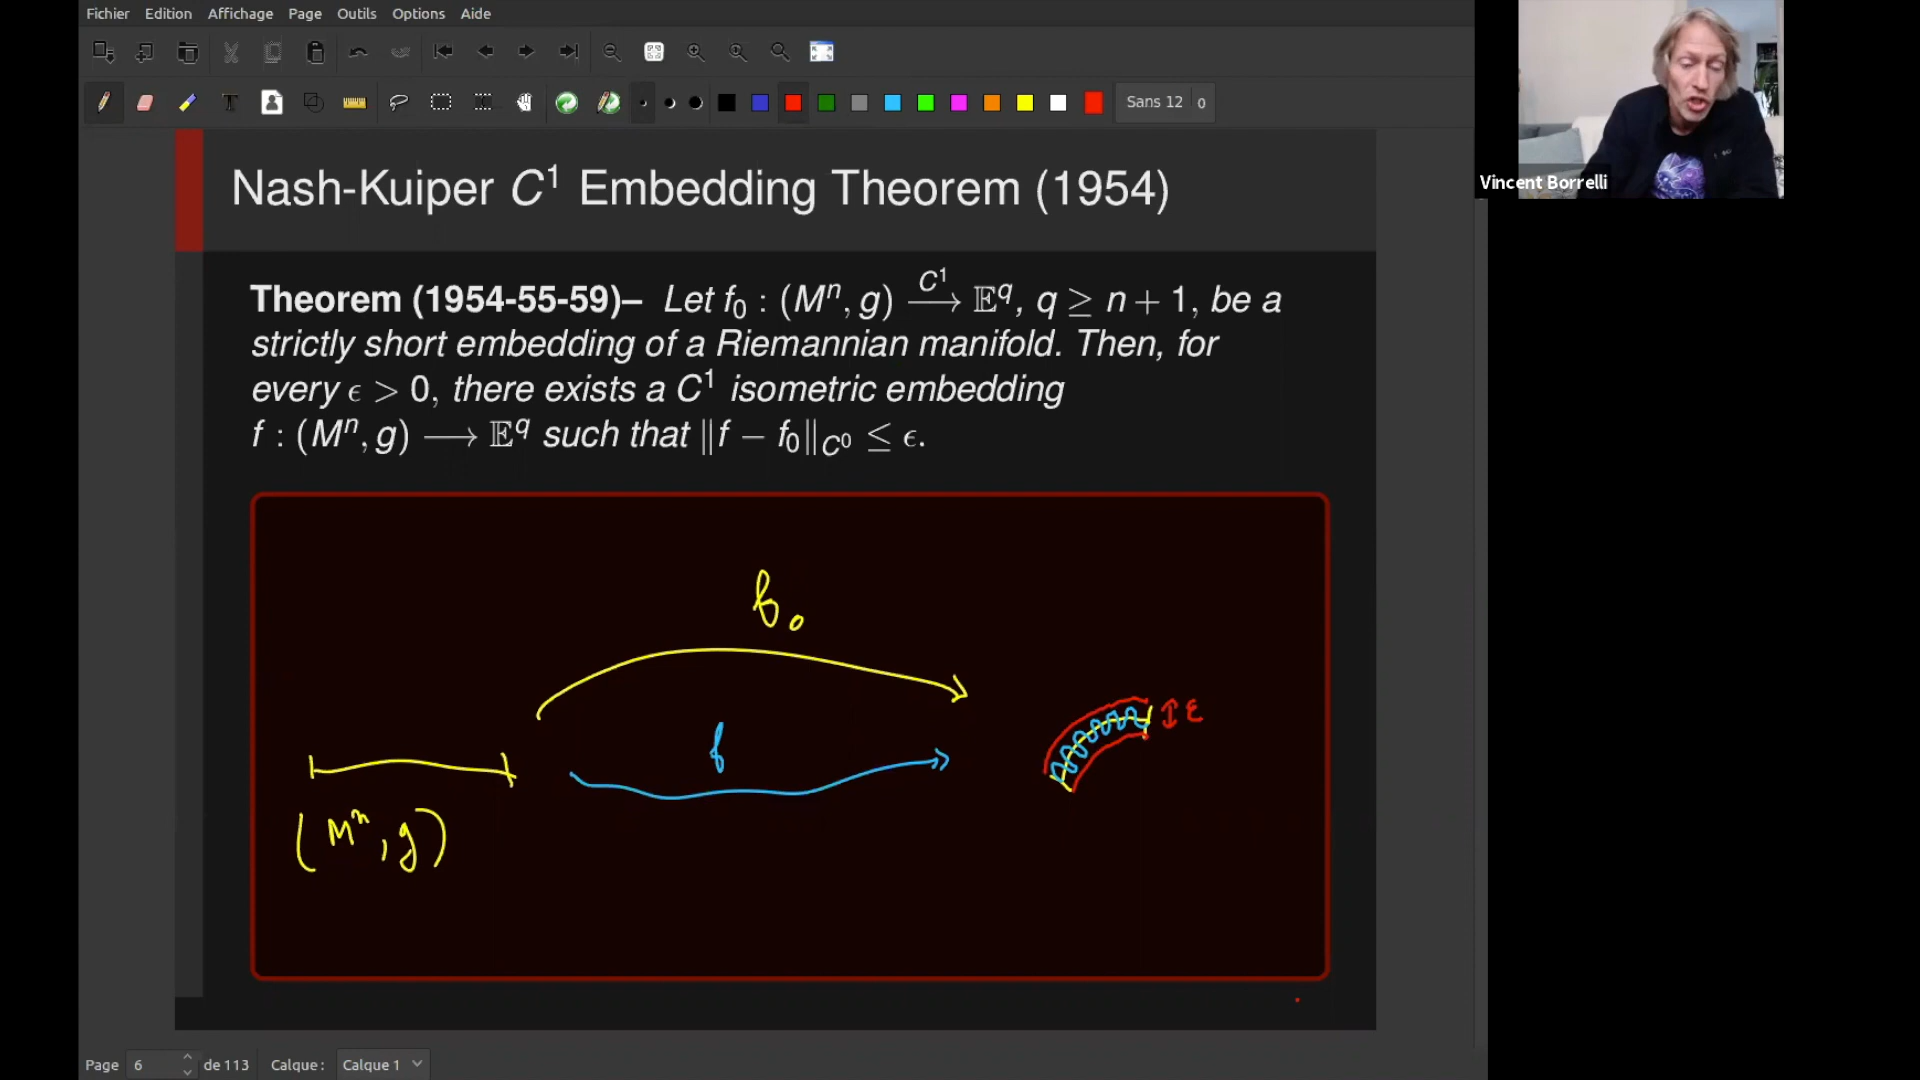 Fichier Edition Affichage Page Outils Options Aide
Sans 12 0
Vincent Borrelli
Nash-Kuiper C¹ Embedding Theorem (1954)
Theorem (1954-55-59)– Let f₀ : (Mⁿ, g) —C¹→ 𝔼^q, q ≥ n + 1, be a
strictly short embedding of a Riemannian manifold. Then, for
every ϵ > 0, there exists a C¹ isometric embedding
f : (Mⁿ, g) ⟶ 𝔼^q such that ‖f − f₀‖_C⁰ ≤ ϵ.
f₀
f
ε
(Mⁿ, g)
Page 6 de 113 Calque : Calque 1